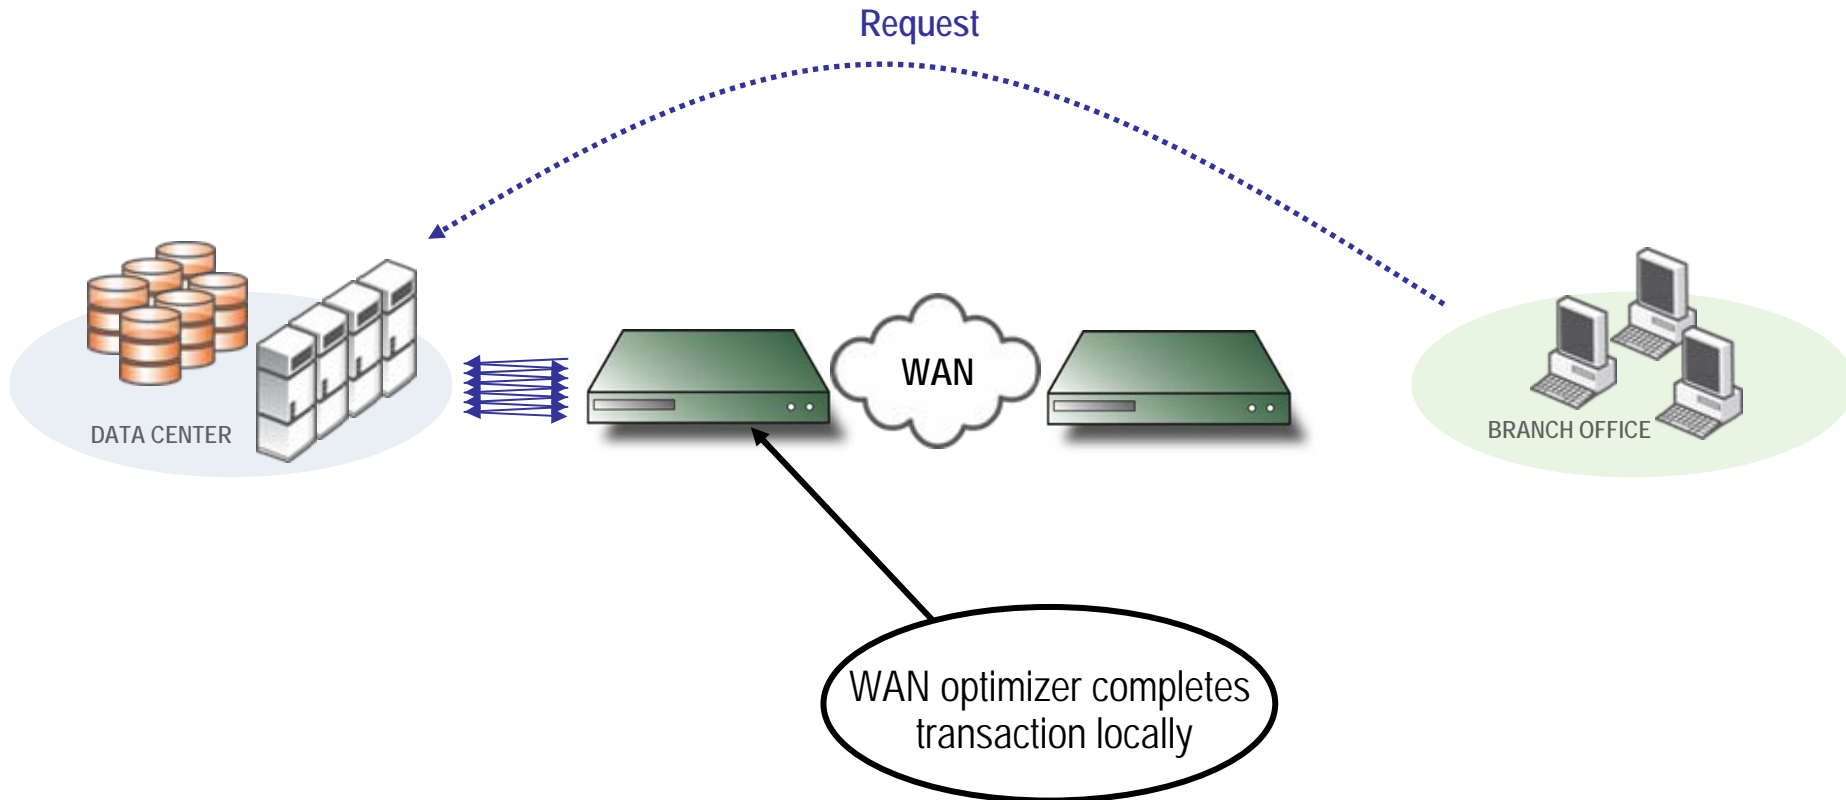 Request
WAN
DATA CENTER
BRANCH OFFICE
WAN optimizer completes
transaction locally